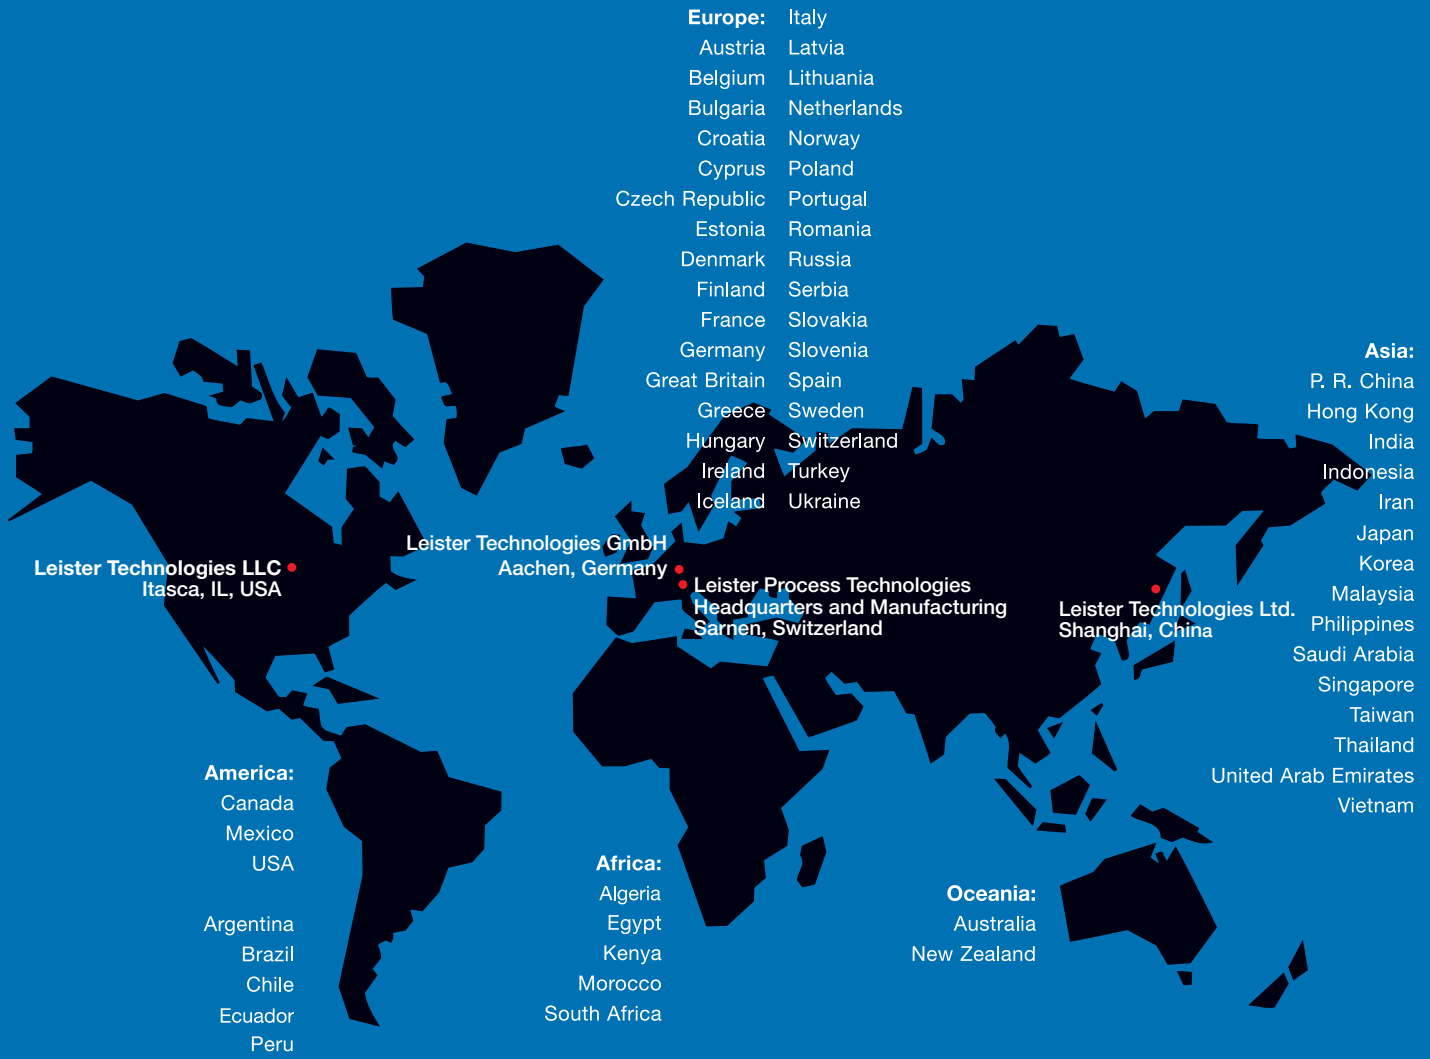 Europe:
Austria
Belgium
Bulgaria
Croatia
Cyprus
Czech Republic
Estonia
Denmark
Finland
France
Germany
Great Britain
Greece
Hungary
Ireland
Iceland
Italy
Latvia
Lithuania
Netherlands
Norway
Poland
Portugal
Romania
Russia
Serbia
Slovakia
Slovenia
Spain
Sweden
Switzerland
Turkey
Ukraine
Asia:
P. R. China
Hong Kong
India
Indonesia
Iran
Japan
Korea
Malaysia
Philippines
Saudi Arabia
Singapore
Taiwan
Thailand
United Arab Emirates
Vietnam
Leister Technologies LLC
Itasca, IL, USA
Leister Technologies GmbH
Aachen, Germany
Leister Process Technologies
Headquarters and Manufacturing
Sarnen, Switzerland
Leister Technologies Ltd.
Shanghai, China
America:
Canada
Mexico
USA
Argentina
Brazil
Chile
Ecuador
Peru
Africa:
Algeria
Egypt
Kenya
Morocco
South Africa
Oceania:
Australia
New Zealand